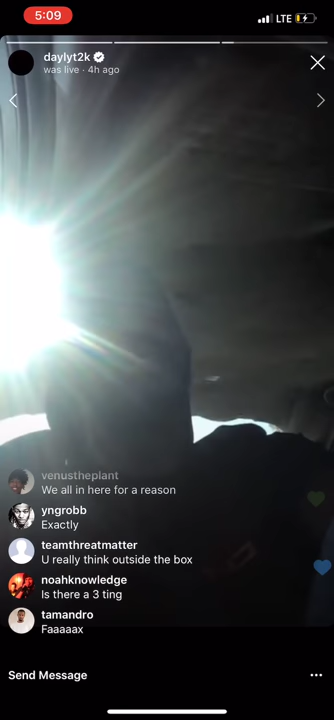 5:09
LTE
daylyt2k
was live · 4h ago
venustheplant
We all in here for a reason
yngrobb
Exactly
teamthreatmatter
U really think outside the box
noahknowledge
Is there a 3 ting
tamandro
Faaaaax
Send Message